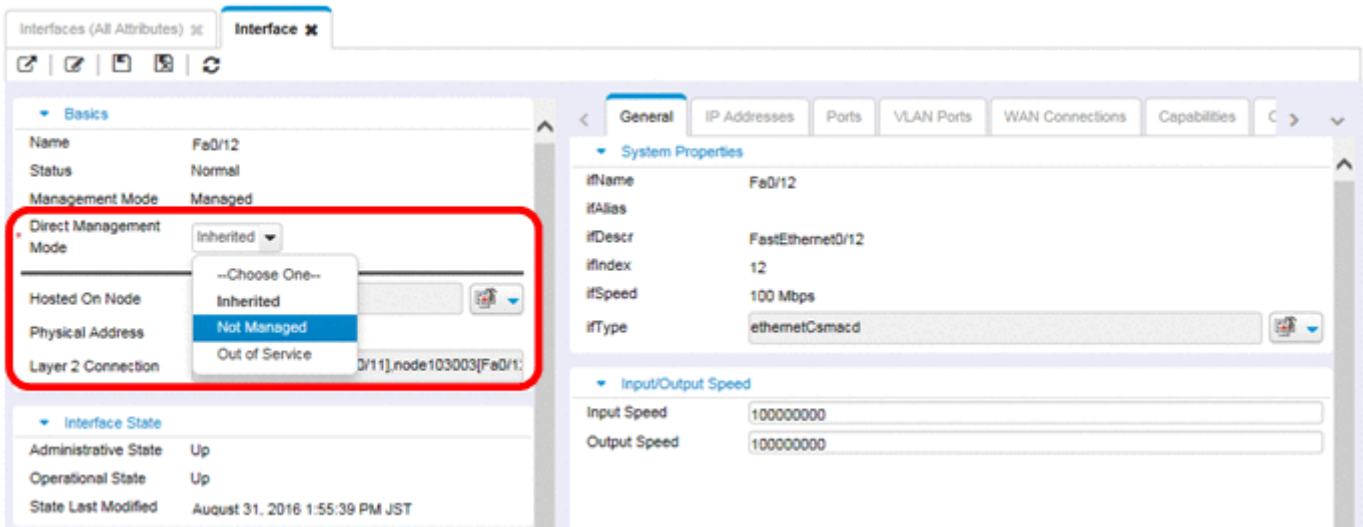 Interfaces (All Attributes)
Interface
Basics
Name Fa0/12
Status Normal
Management Mode Managed
* Direct Management Mode Inherited
--Choose One--
Inherited
Not Managed
Out of Service
Hosted On Node
Physical Address
Layer 2 Connection 0/11],node103003[Fa0/1
Interface State
Administrative State Up
Operational State Up
State Last Modified August 31, 2016 1:55:39 PM JST
General IP Addresses Ports VLAN Ports WAN Connections Capabilities
System Properties
ifName Fa0/12
ifAlias
ifDescr FastEthernet0/12
ifIndex 12
ifSpeed 100 Mbps
ifType ethernetCsmacd
Input/Output Speed
Input Speed 100000000
Output Speed 100000000